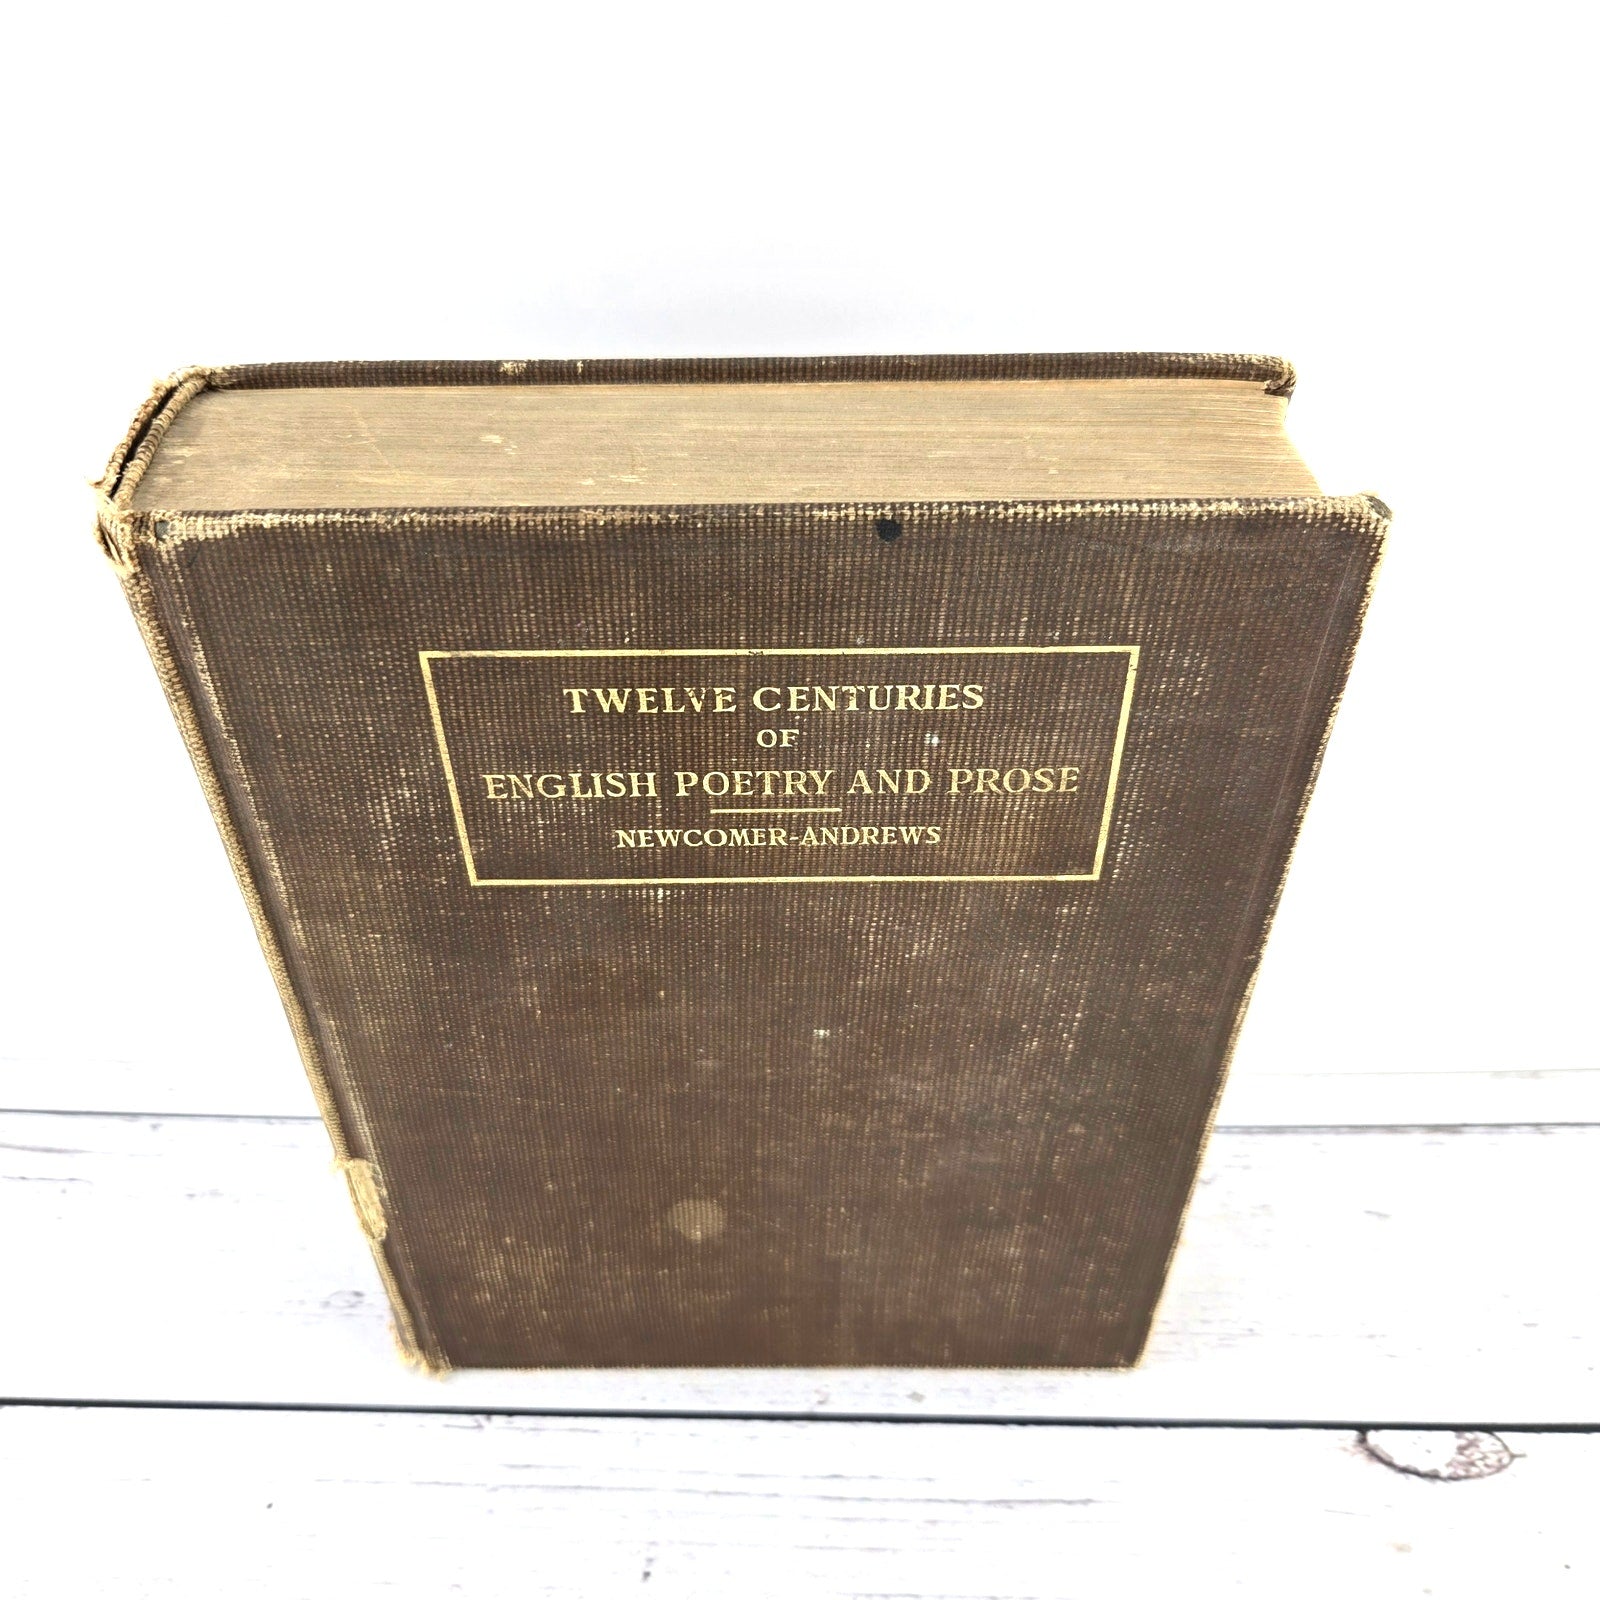 TWELVE CENTURIES
OF
ENGLISH POETRY AND PROSE
NEWCOMER-ANDREWS